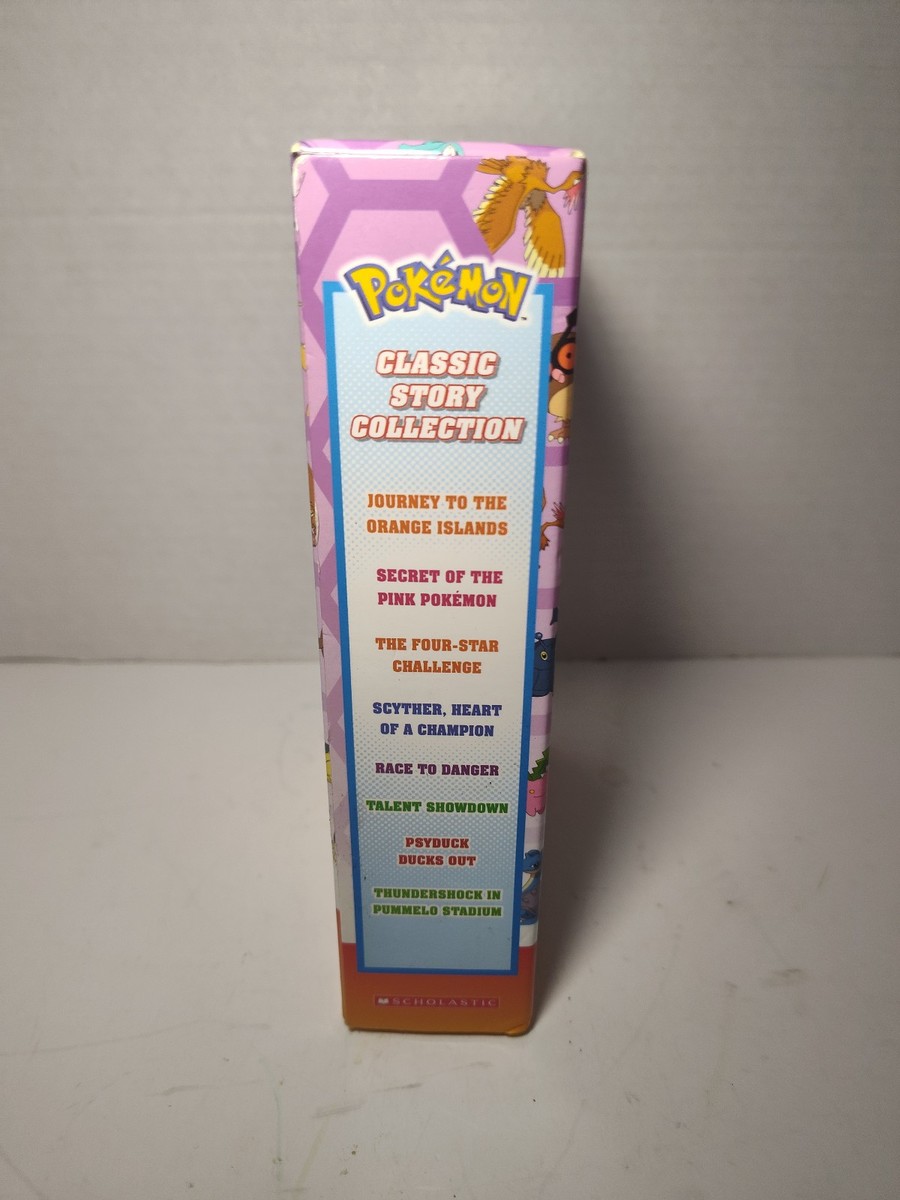 POKÉMON™
CLASSIC
STORY
COLLECTION
JOURNEY TO THE
ORANGE ISLANDS
SECRET OF THE
PINK POKÉMON
THE FOUR-STAR
CHALLENGE
SCYTHER, HEART
OF A CHAMPION
RACE TO DANGER
TALENT SHOWDOWN
PSYDUCK
DUCKS OUT
THUNDERSHOCK IN
PUMMELO STADIUM
SCHOLASTIC